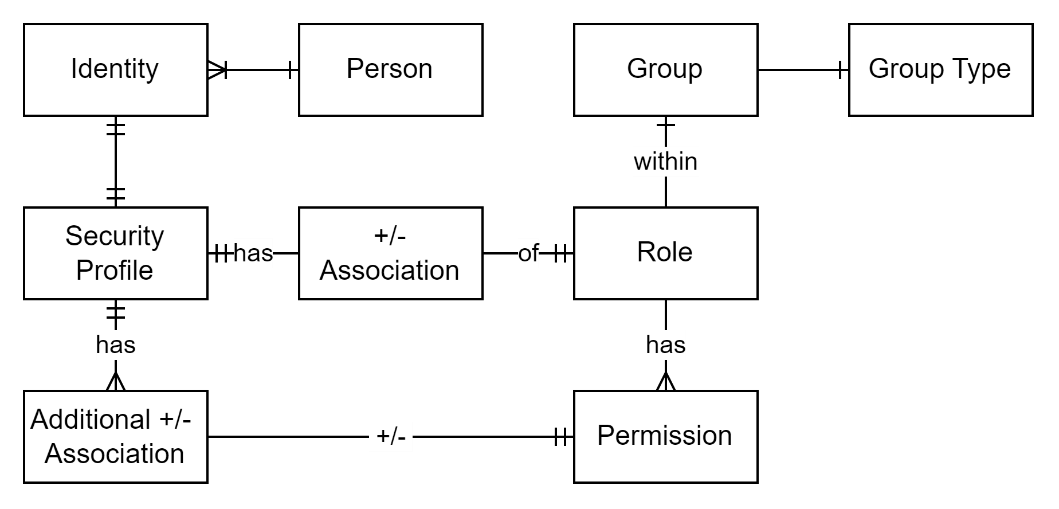 Identity
Person
Group
Group Type
within
Security
Profile
has
+/-
Association
of
Role
has
has
Additional +/-
Association
+/-
Permission